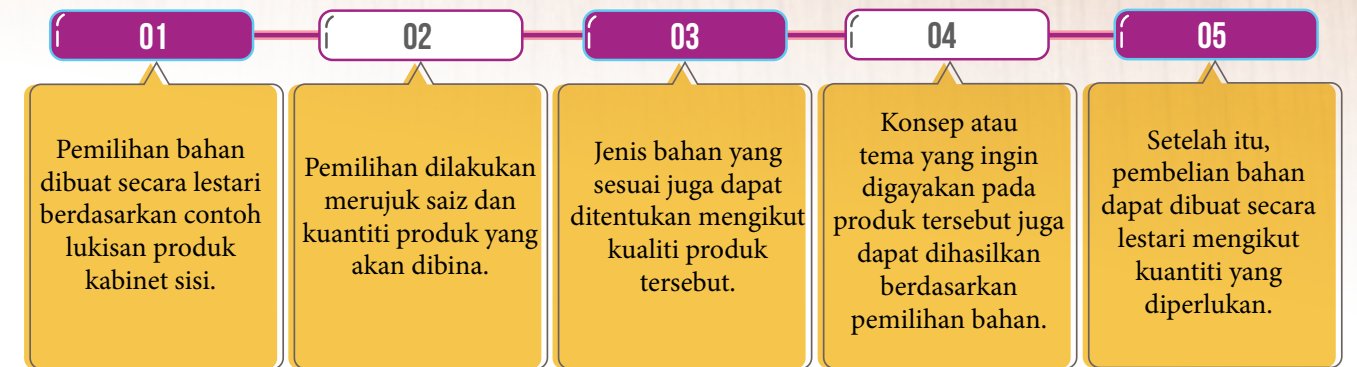 01
Pemilihan bahan
dibuat secara lestari
berdasarkan contoh
lukisan produk
kabinet sisi.
02
Pemilihan dilakukan
merujuk saiz dan
kuantiti produk yang
akan dibina.
03
Jenis bahan yang
sesuai juga dapat
ditentukan mengikut
kualiti produk
tersebut.
04
Konsep atau
tema yang ingin
digayakan pada
produk tersebut juga
dapat dihasilkan
berdasarkan
pemilihan bahan.
05
Setelah itu,
pembelian bahan
dapat dibuat secara
lestari mengikut
kuantiti yang
diperlukan.